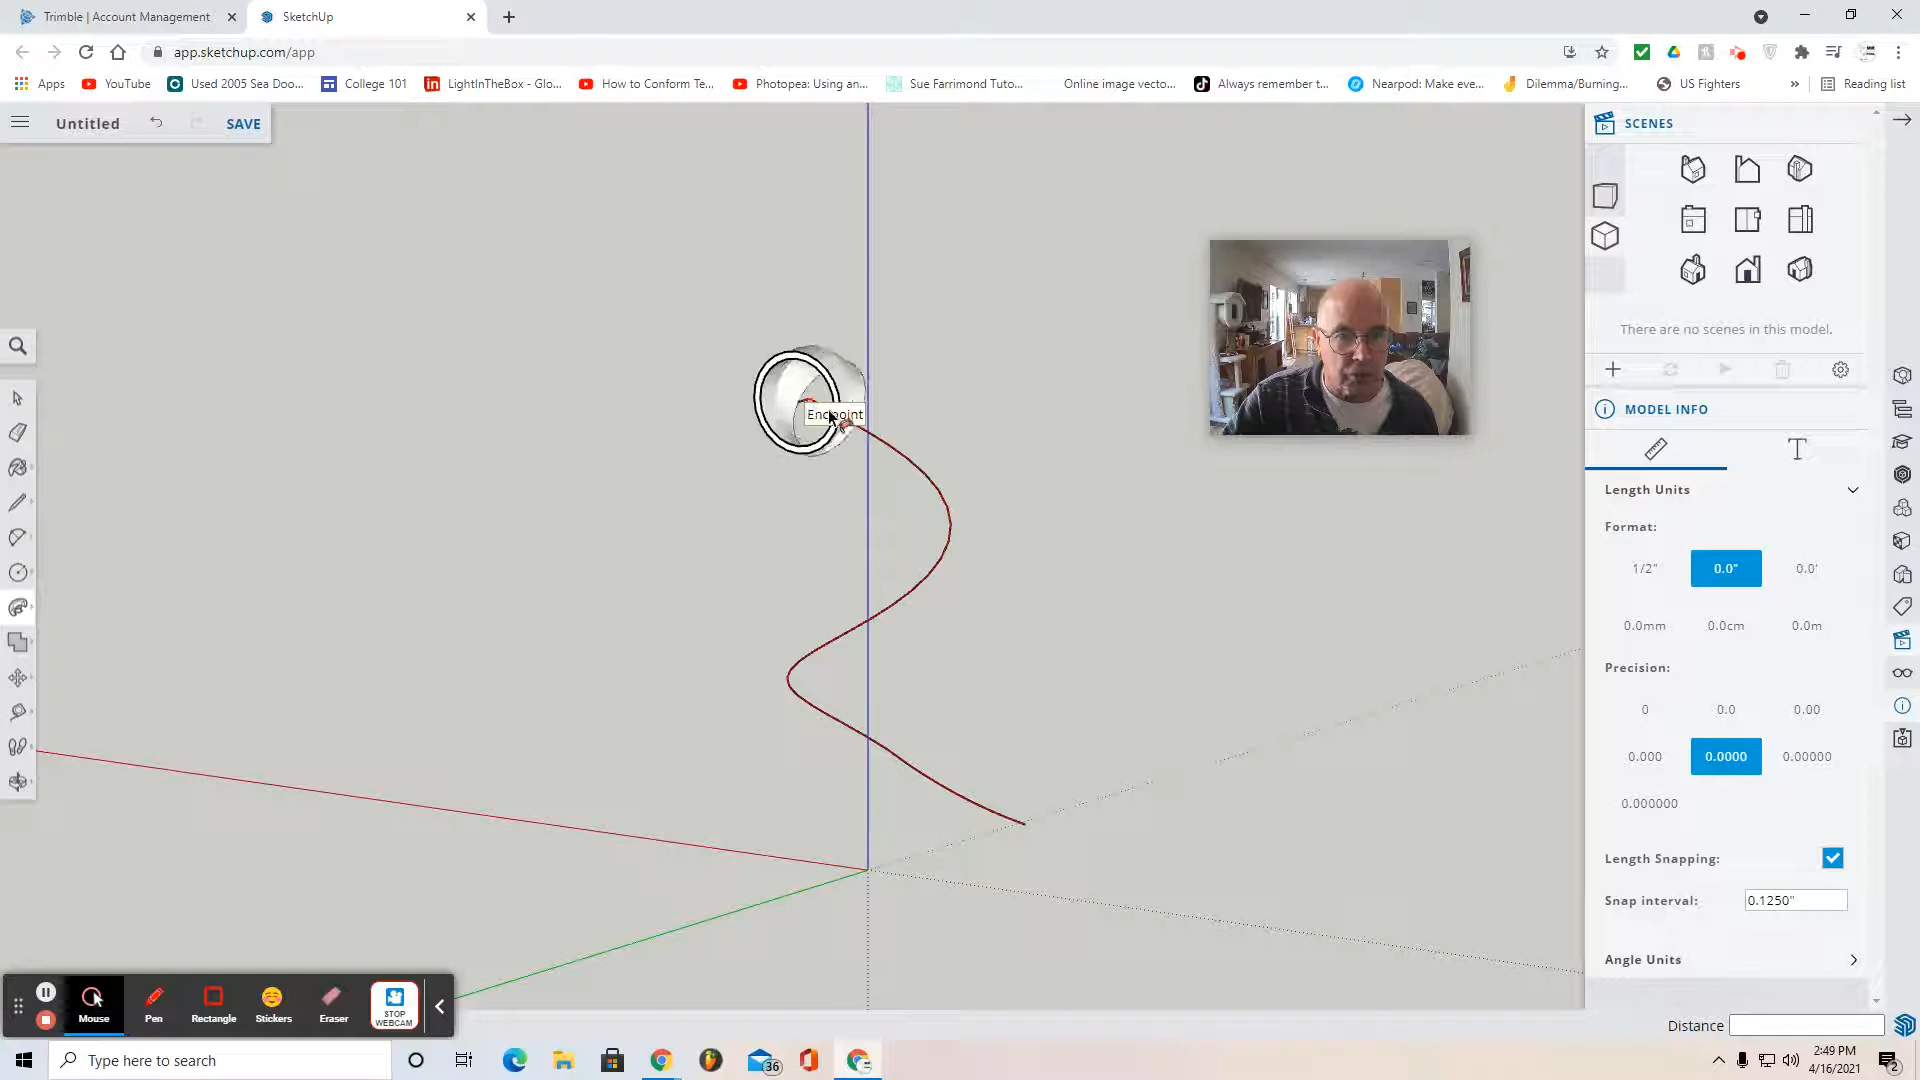 Trimble | Account Management
SketchUp
app.sketchup.com/app
Apps
YouTube
Used 2005 Sea Doo...
College 101
LightInTheBox - Glo...
How to Conform Te...
Photopea: Using an...
Sue Farrimond Tuto...
Online image vecto...
Always remember t...
Nearpod: Make eve...
Dilemma/Burning...
US Fighters
»
Reading list
Untitled
SAVE
SCENES
There are no scenes in this model.
MODEL INFO
Length Units
Format:
1/2" 0.0" 0.0'
0.0mm 0.0cm 0.0m
Precision:
0 0.0 0.00
0.000 0.0000 0.00000
0.000000
Length Snapping:
Snap interval: 0.1250"
Angle Units
Endpoint
Mouse
Pen
Rectangle
Stickers
Eraser
STOP
WEBCAM
Distance
Type here to search
36
2:49 PM
4/16/2021
2